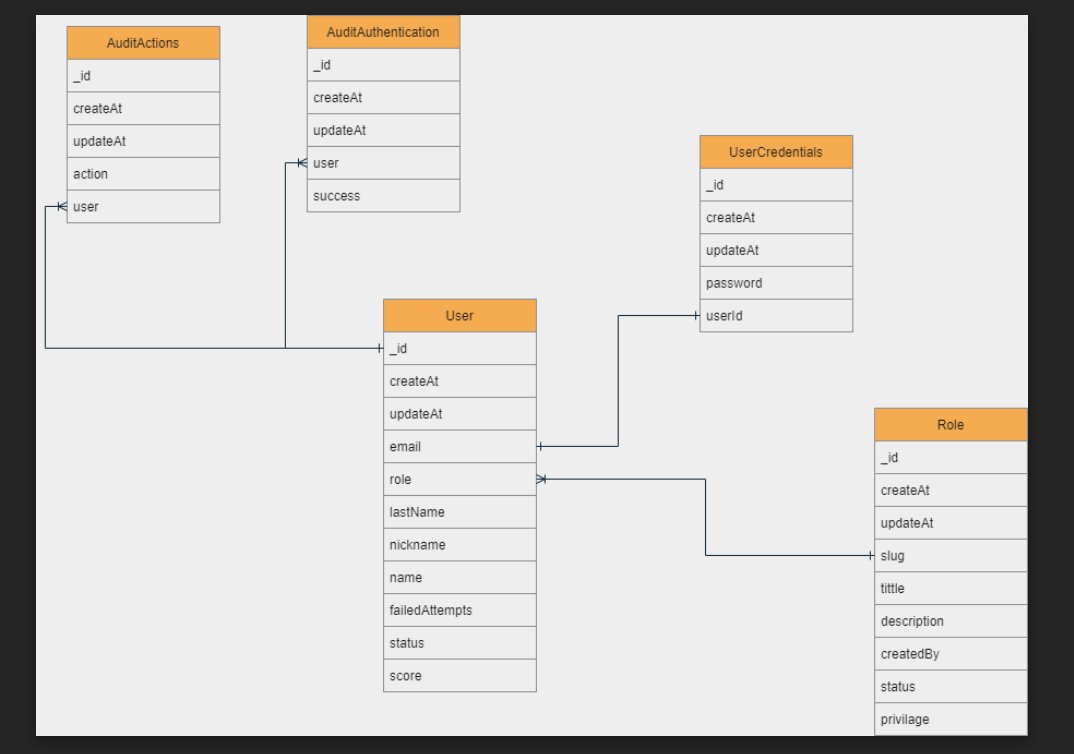 AuditActions
_id
createAt
updateAt
action
user
AuditAuthentication
_id
createAt
updateAt
user
success
UserCredentials
_id
createAt
updateAt
password
userId
User
_id
createAt
updateAt
email
role
lastName
nickname
name
failedAttempts
status
score
Role
_id
createAt
updateAt
slug
tittle
description
createdBy
status
privilage